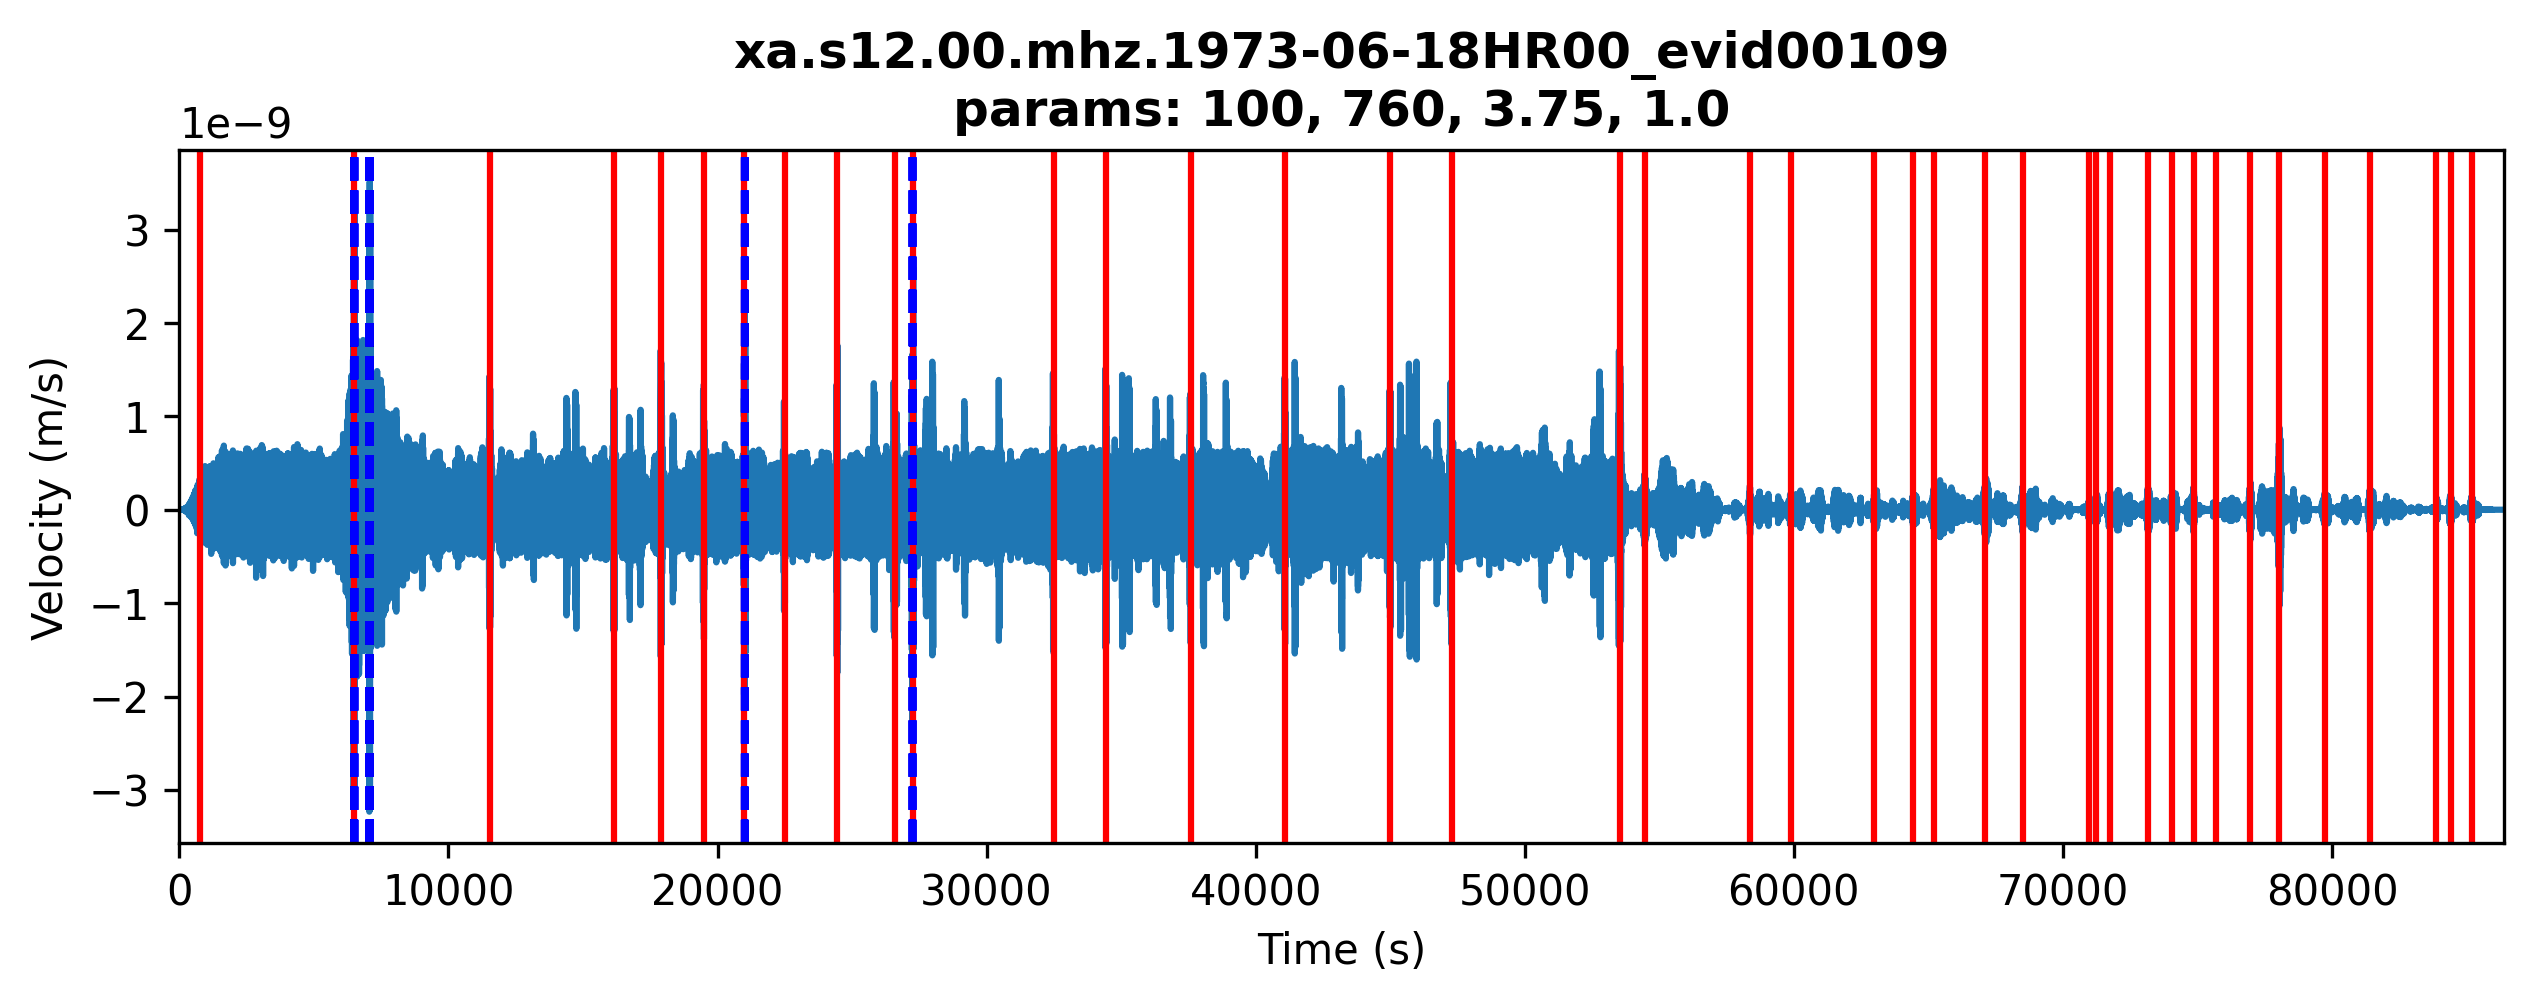 xa.s12.00.mhz.1973-06-18HR00_evid00109
params: 100, 760, 3.75, 1.0
1e−9
3
2
1
0
−1
−2
−3
Velocity (m/s)
0 10000 20000 30000 40000 50000 60000 70000 80000
Time (s)